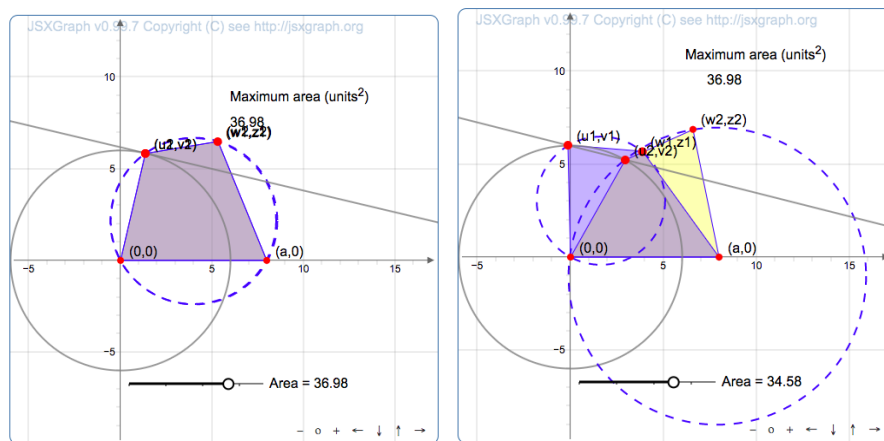 JSXGraph v0.99.7 Copyright (C) see http://jsxgraph.org
10
Maximum area (units²)
36.98
(w2,z2)
(u2,v2)
5
(0,0)
(a,0)
−5
5
10
15
−5
Area = 36.98
− o + ← ↓ ↑ →
JSXGraph v0.99.7 Copyright (C) see http://jsxgraph.org
10
Maximum area (units²)
36.98
(w2,z2)
(u1,v1)
(w1,z1)
(u2,v2)
5
(0,0)
(a,0)
−5
5
10
15
−5
Area = 34.58
− o + ← ↓ ↑ →